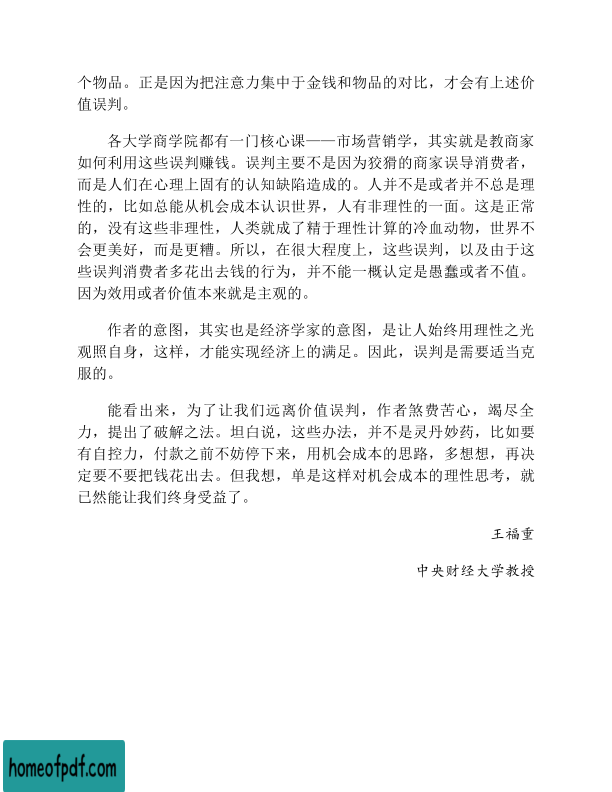 个物品。正是因为把注意力集中于金钱和物品的对比，才会有上述价
值误判。
各大学商学院都有一门核心课——市场营销学，其实就是教商家
如何利用这些误判赚钱。误判主要不是因为狡猾的商家误导消费者，
而是人们在心理上固有的认知缺陷造成的。人并不是或者并不总是理
性的，比如总能从机会成本认识世界，人有非理性的一面。这是正常
的，没有这些非理性，人类就成了精于理性计算的冷血动物，世界不
会更美好，而是更糟。所以，在很大程度上，这些误判，以及由于这
些误判消费者多花出去钱的行为，并不能一概认定是愚蠢或者不值。
因为效用或者价值本来就是主观的。
作者的意图，其实也是经济学家的意图，是让人始终用理性之光
观照自身，这样，才能实现经济上的满足。因此，误判是需要适当克
服的。
能看出来，为了让我们远离价值误判，作者煞费苦心，竭尽全
力，提出了破解之法。坦白说，这些办法，并不是灵丹妙药，比如要
有自控力，付款之前不妨停下来，用机会成本的思路，多想想，再决
定要不要把钱花出去。但我想，单是这样对机会成本的理性思考，就
已然能让我们终身受益了。
王福重
中央财经大学教授
homeofpdf.com